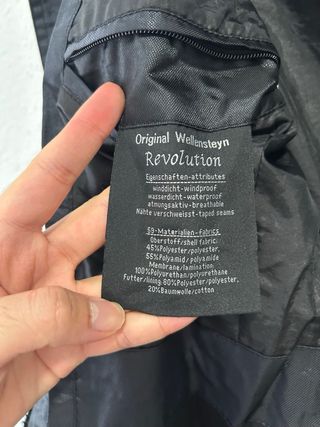 Original Wellensteyn
Revolution
Eigenschaften-attributes
winddicht-windproof
wasserdicht-waterproof
atmungsaktiv-breathable
Nähte verschweisst-taped seams
59-Materialien-fabrics
Oberstoff/shell fabric:
45%Polyester/polyester,
55%Polyamid/polyamide
Membrane/lamination:
100%Polyurethan/polyurethane
Futter/lining:80%Polyester/polyester,
20%Baumwolle/cotton